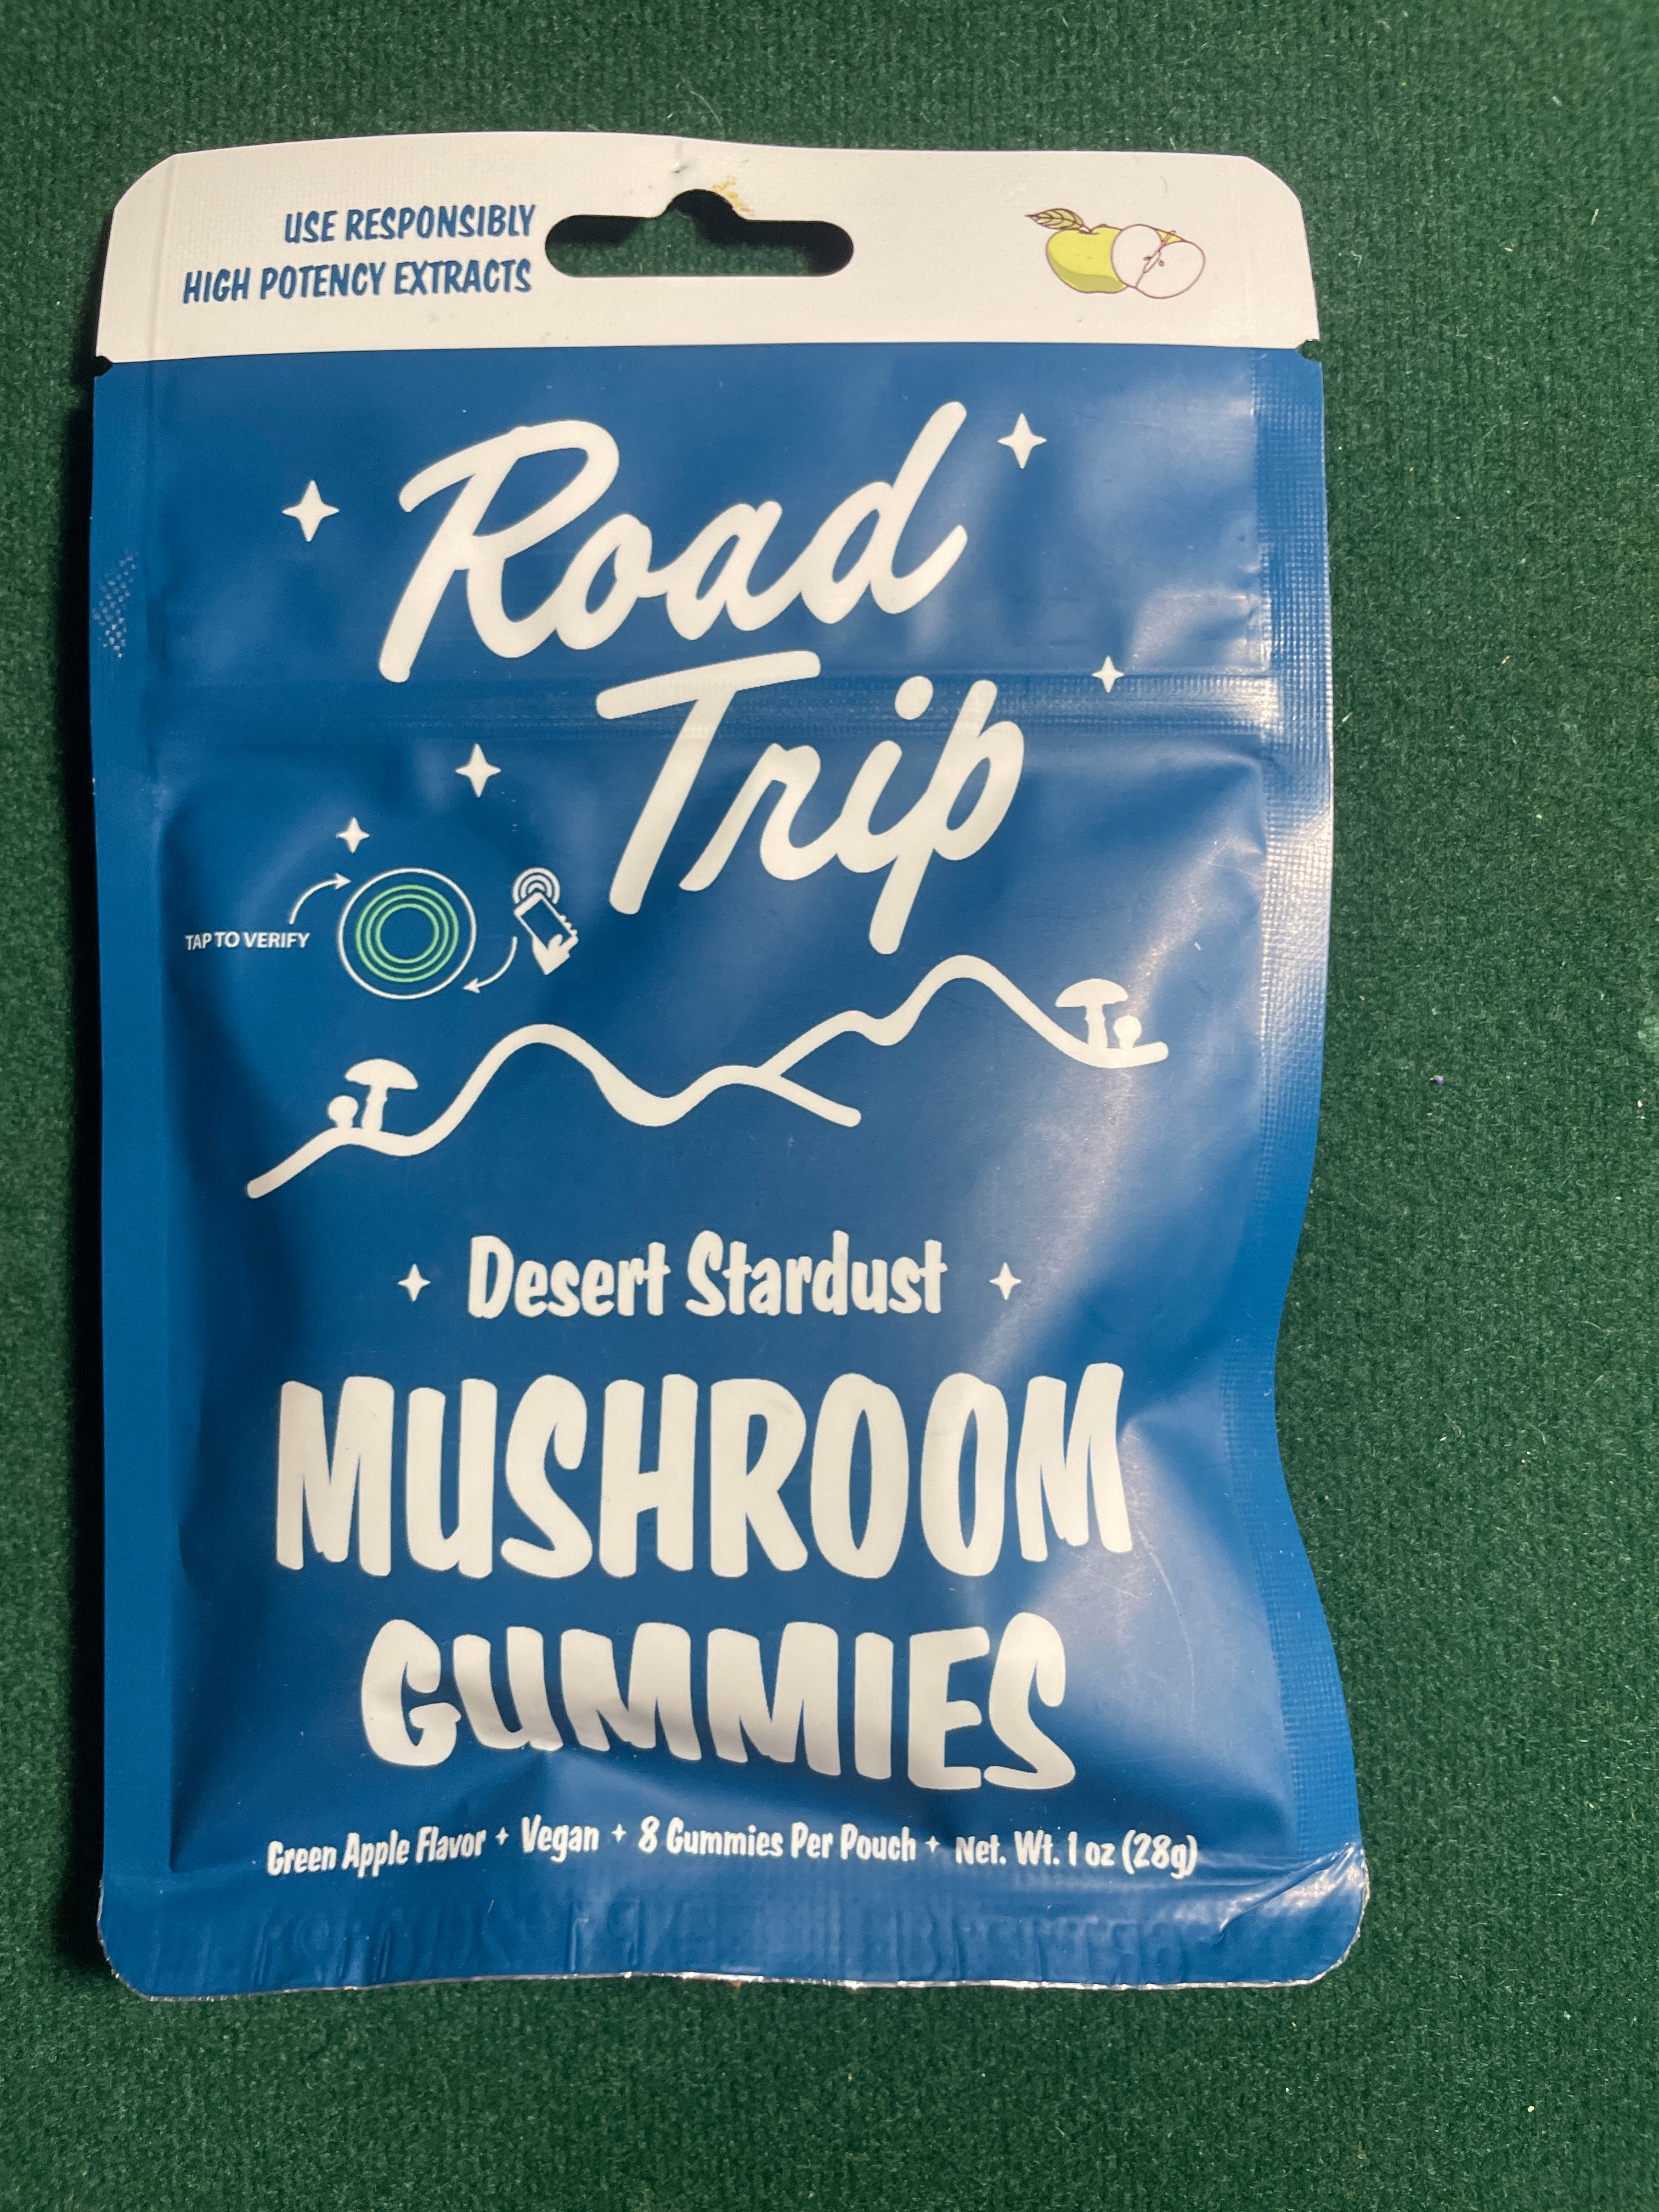 USE RESPONSIBLY
HIGH POTENCY EXTRACTS
Road
Trip
TAP TO VERIFY
Desert Stardust
MUSHROOM
GUMMIES
Green Apple Flavor + Vegan + 8 Gummies Per Pouch + Net. Wt. 1 oz (28g)